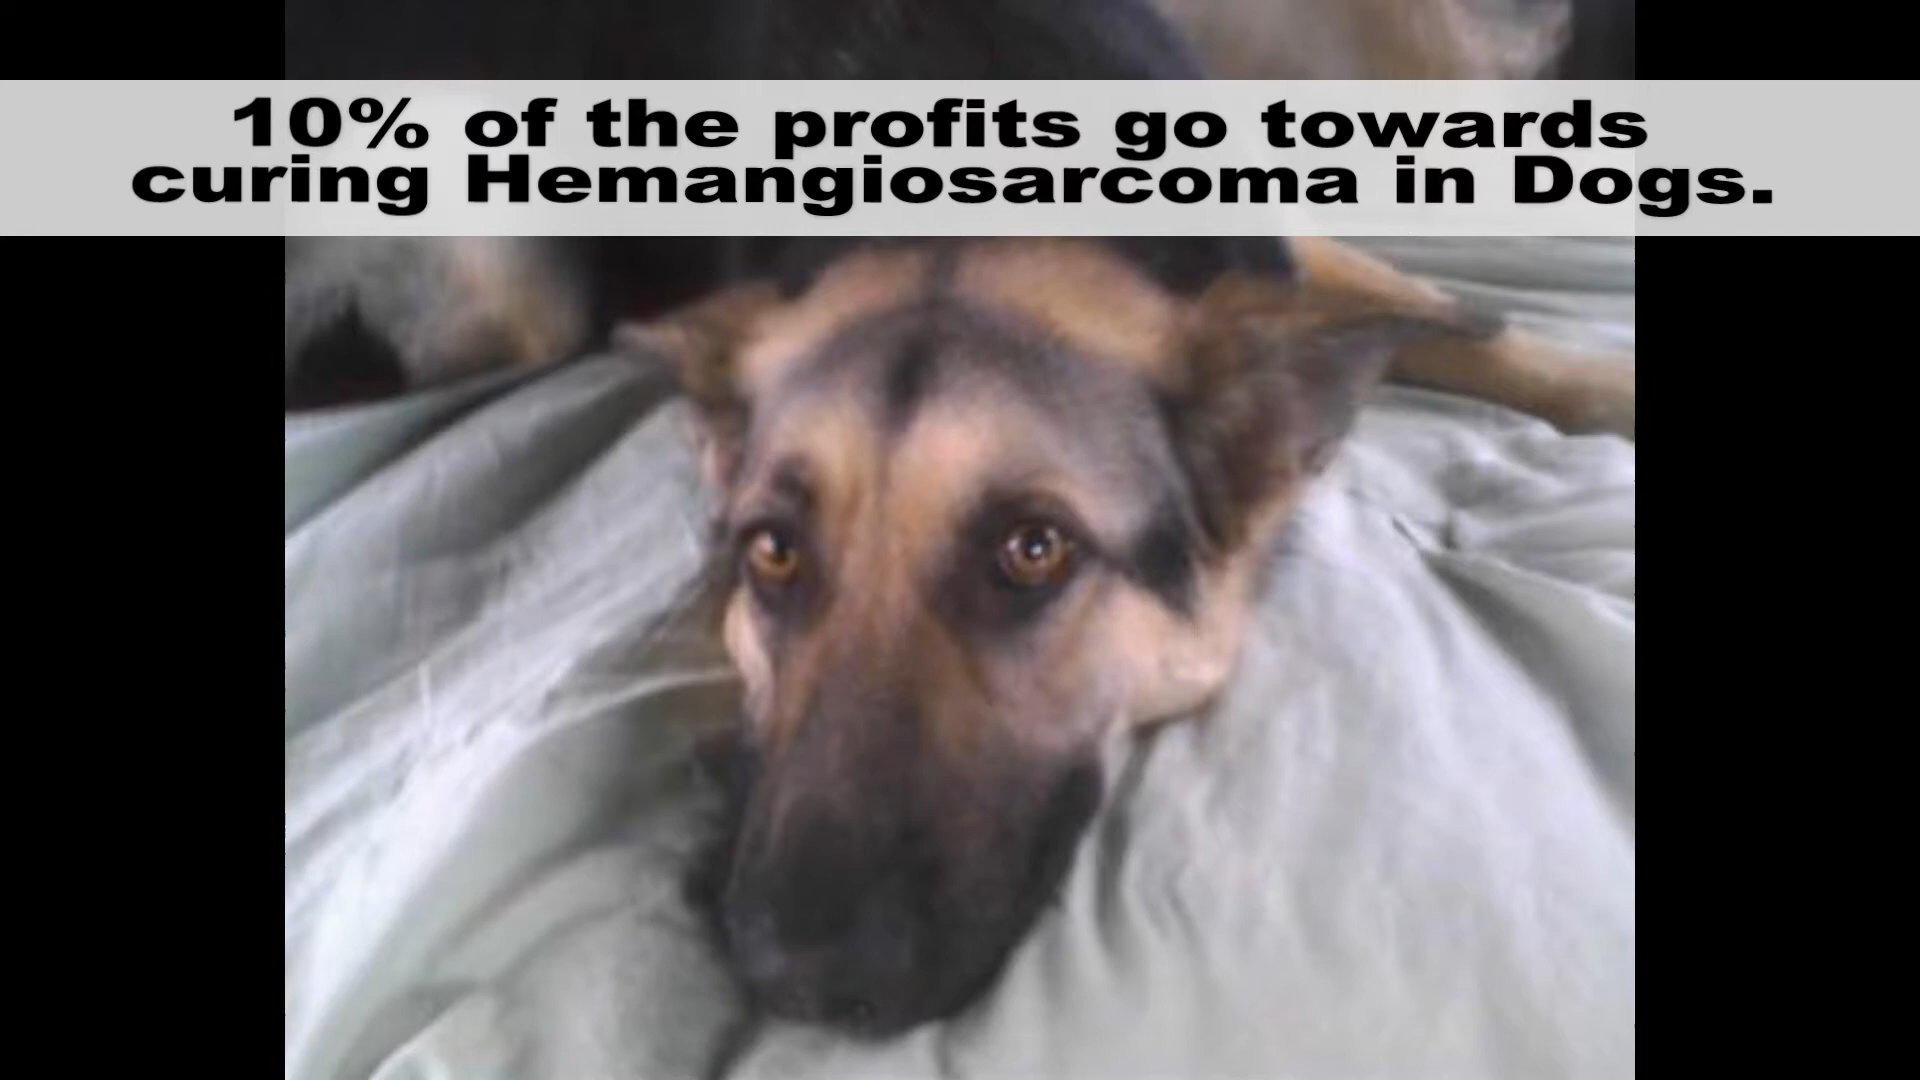 10% of the profits go towards
curing Hemangiosarcoma in Dogs.